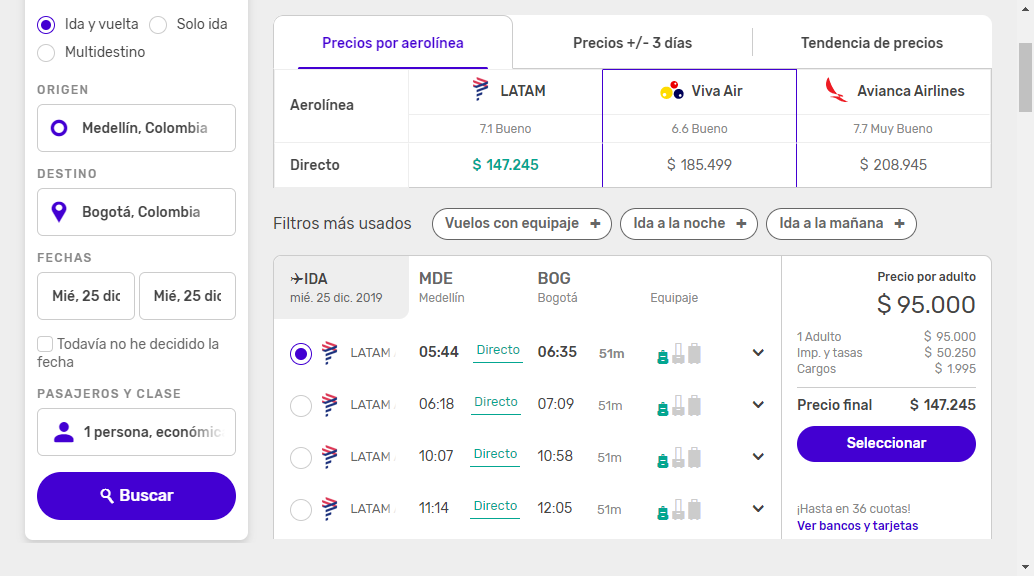 Ida y vuelta
Solo ida
Multidestino
ORIGEN
Medellín, Colombia
DESTINO
Bogotá, Colombia
FECHAS
Mié, 25 dic
Mié, 25 dic
Todavía no he decidido la
fecha
PASAJEROS Y CLASE
1 persona, económic
Buscar
Precios por aerolínea
Precios +/- 3 días
Tendencia de precios
Aerolínea
LATAM
Viva Air
Avianca Airlines
7.1 Bueno
6.6 Bueno
7.7 Muy Bueno
Directo
$ 147.245
$ 185.499
$ 208.945
Filtros más usados
Vuelos con equipaje +
Ida a la noche +
Ida a la mañana +
IDA
mié. 25 dic. 2019
MDE
Medellín
BOG
Bogotá
Equipaje
LATAM 05:44 Directo 06:35 51m
LATAM 06:18 Directo 07:09 51m
LATAM 10:07 Directo 10:58 51m
LATAM 11:14 Directo 12:05 51m
Precio por adulto
$ 95.000
1 Adulto $ 95.000
Imp. y tasas $ 50.250
Cargos $ 1.995
Precio final $ 147.245
Seleccionar
¡Hasta en 36 cuotas!
Ver bancos y tarjetas